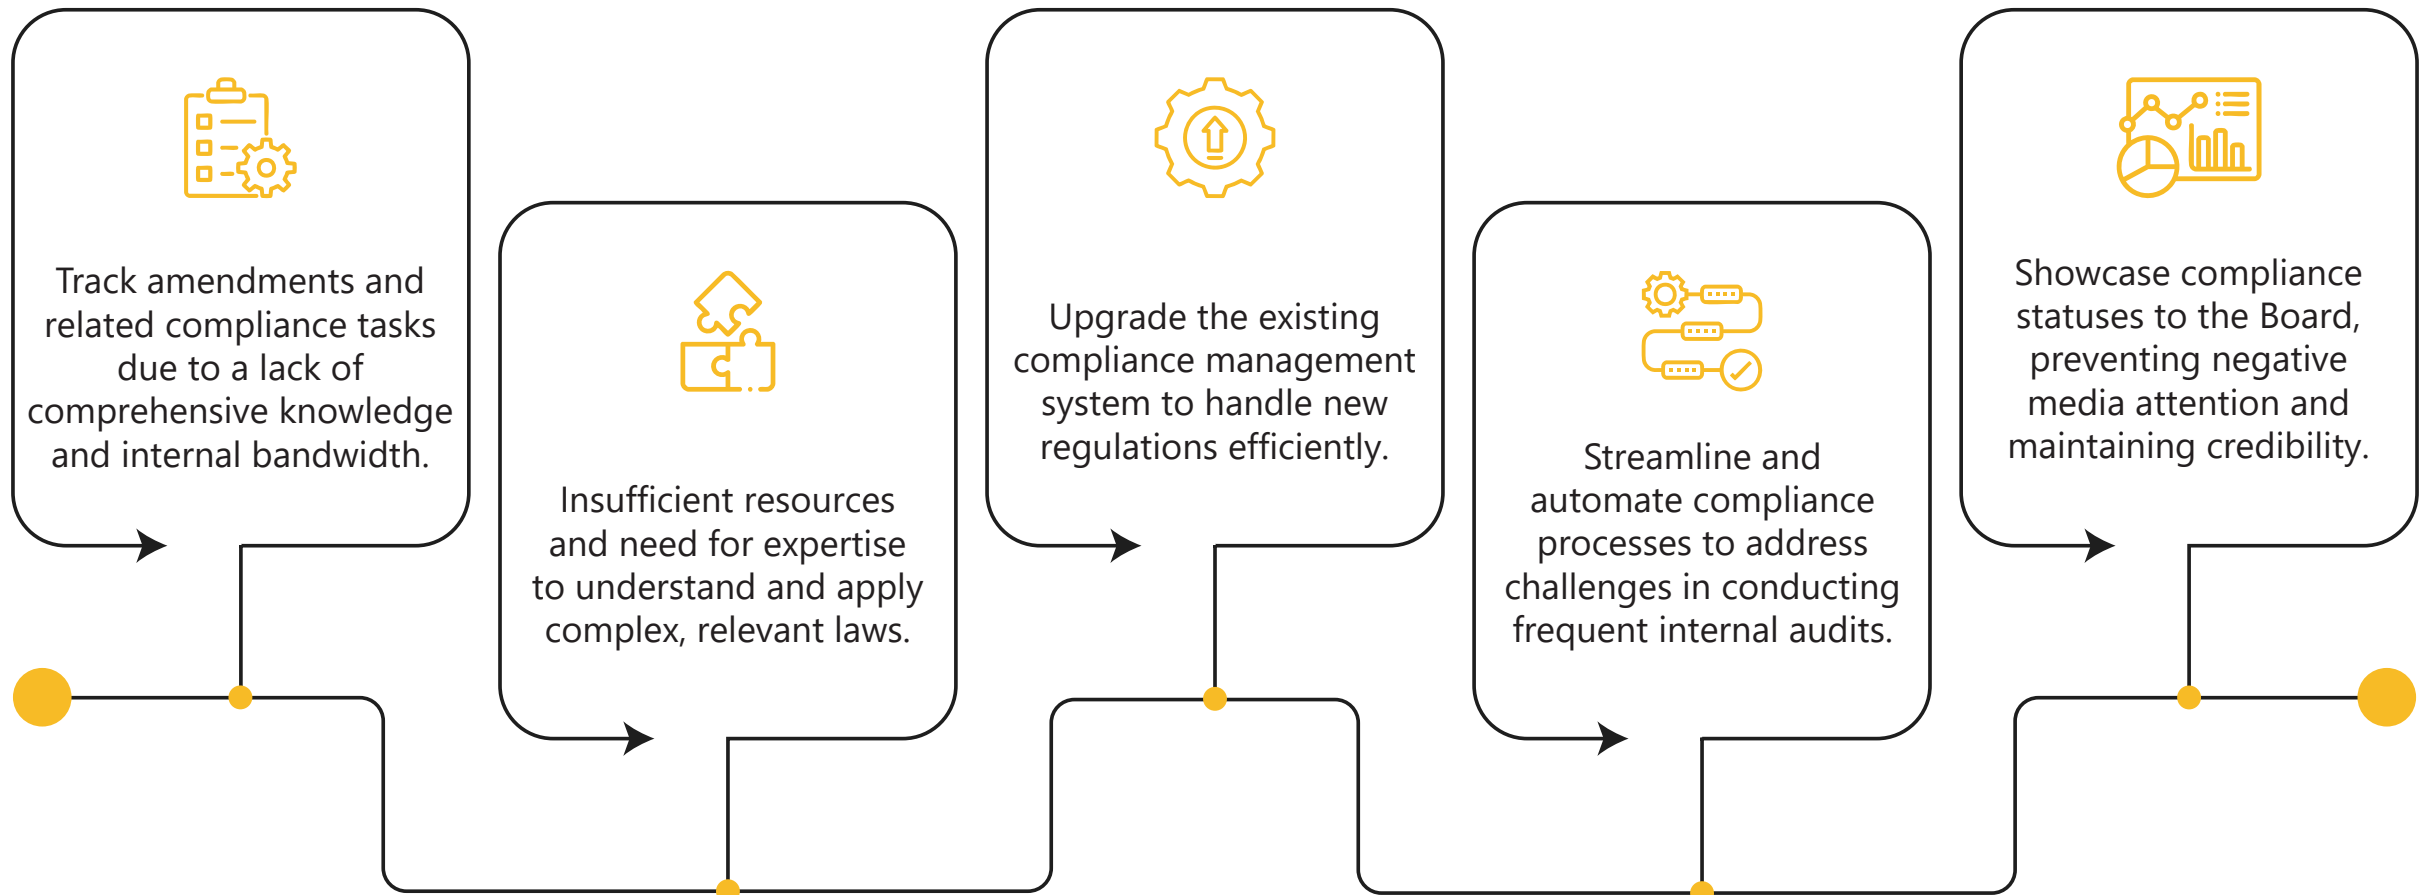 Track amendments and
related compliance tasks
due to a lack of
comprehensive knowledge
and internal bandwidth.
Insufficient resources
and need for expertise
to understand and apply
complex, relevant laws.
Upgrade the existing
compliance management
system to handle new
regulations efficiently.
Streamline and
automate compliance
processes to address
challenges in conducting
frequent internal audits.
Showcase compliance
statuses to the Board,
preventing negative
media attention and
maintaining credibility.